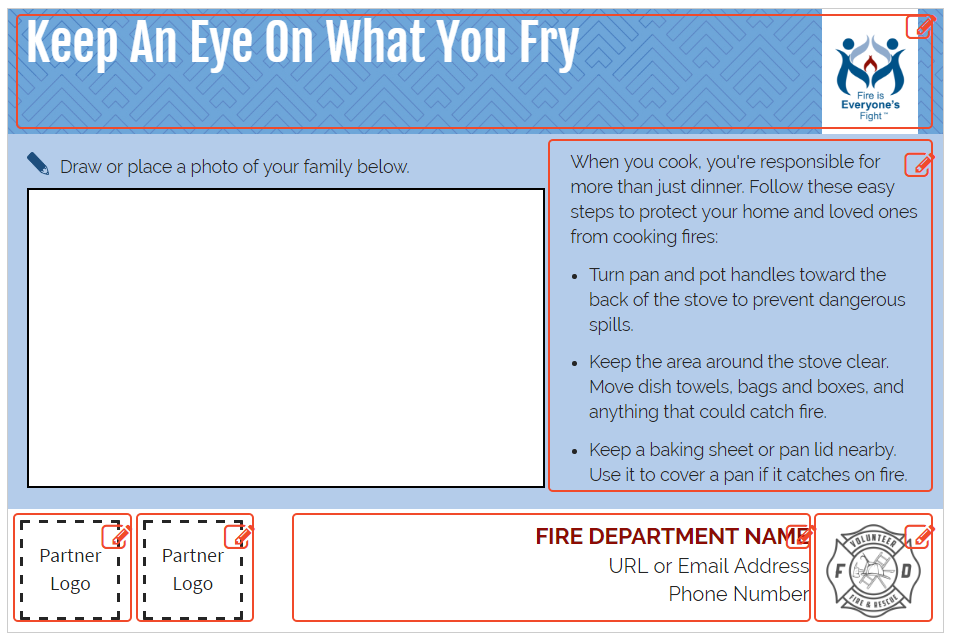 Keep An Eye On What You Fry
Fire is
Everyone's
Fight™
Draw or place a photo of your family below.
When you cook, you're responsible for
more than just dinner. Follow these easy
steps to protect your home and loved ones
from cooking fires:
• Turn pan and pot handles toward the
back of the stove to prevent dangerous
spills.
• Keep the area around the stove clear.
Move dish towels, bags and boxes, and
anything that could catch fire.
• Keep a baking sheet or pan lid nearby.
Use it to cover a pan if it catches on fire.
Partner
Logo
Partner
Logo
FIRE DEPARTMENT NAME
URL or Email Address
Phone Number
VOLUNTEER
F D
FIRE & RESCUE